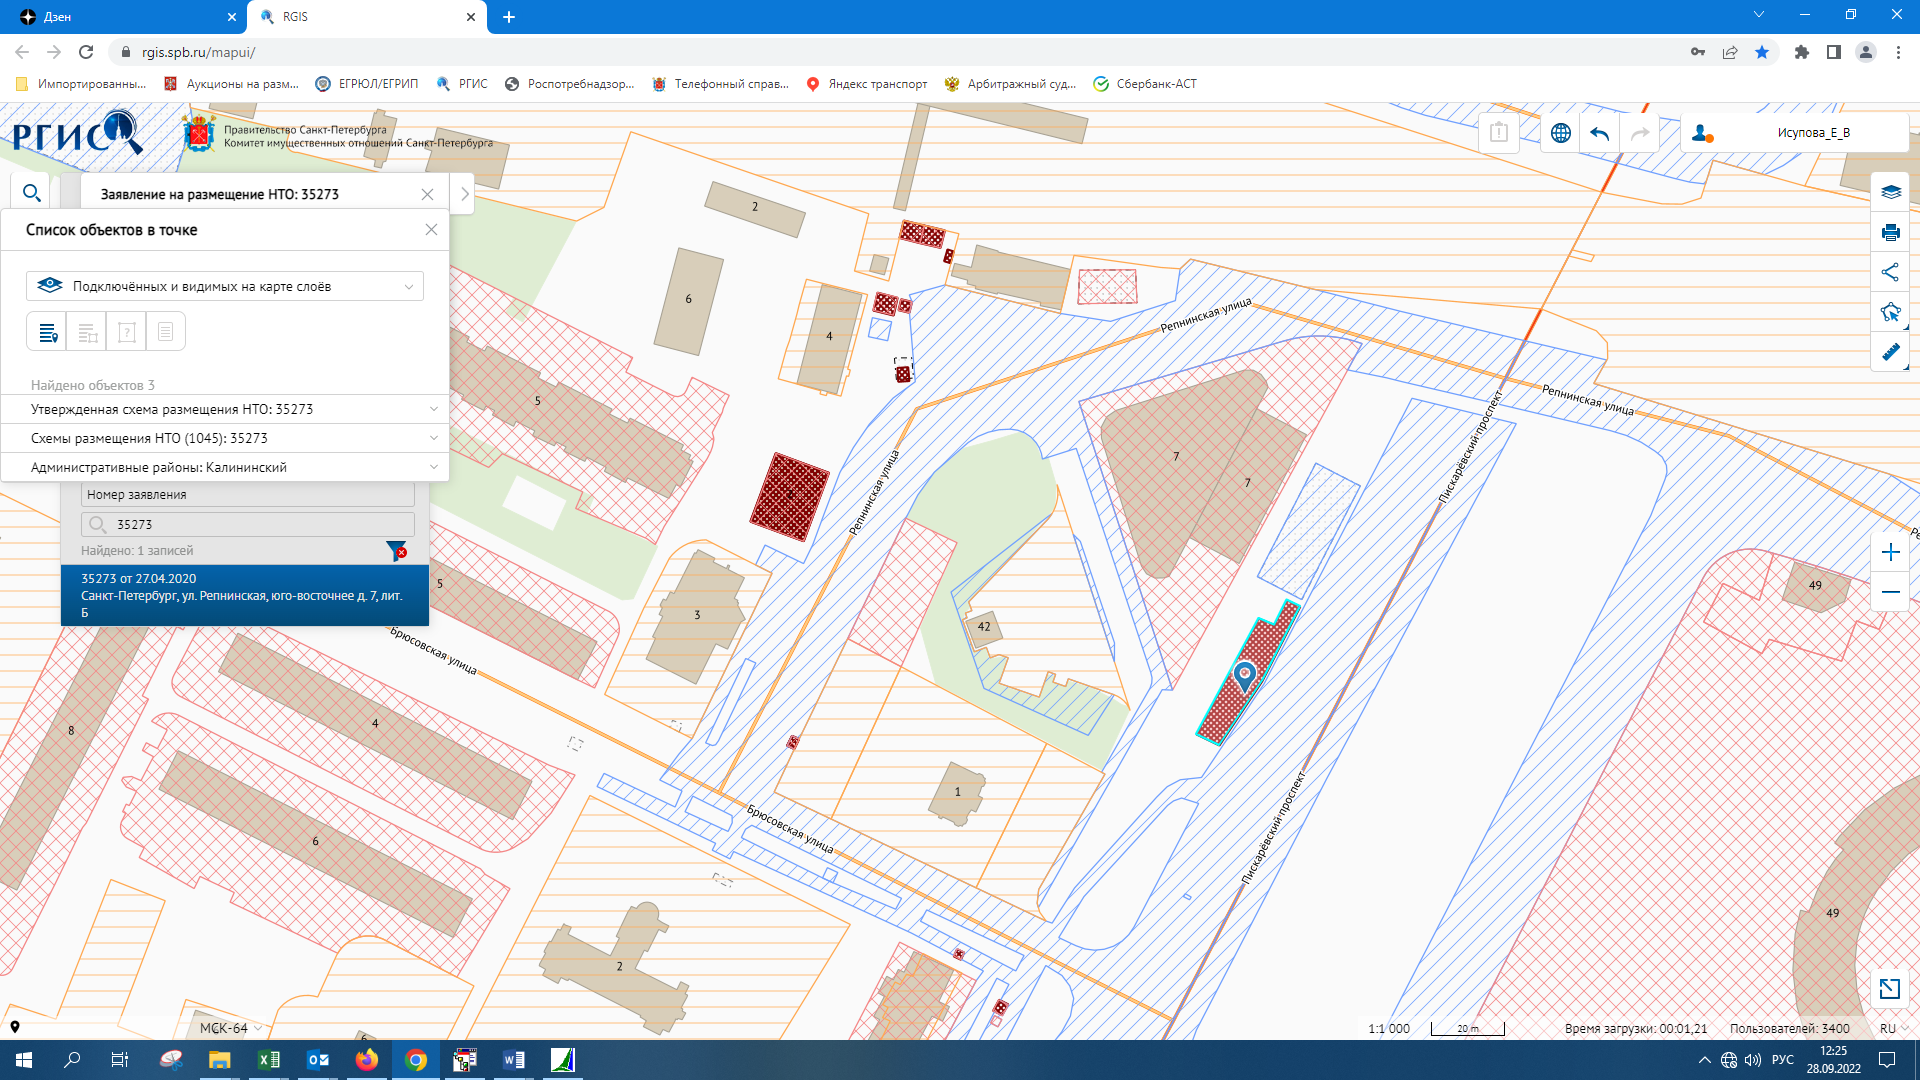 Дзен
RGIS
rgis.spb.ru/mapui/
Импортированны...
Аукционы на разм...
ЕГРЮЛ/ЕГРИП
РГИС
Роспотребнадзор...
Телефонный справ...
Яндекс транспорт
Арбитражный суд...
Сбербанк-АСТ
РГИС
Правительство Санкт-Петербурга
Комитет имущественных отношений Санкт-Петербурга
Исупова_Е_В
Заявление на размещение НТО: 35273
Список объектов в точке
Подключённых и видимых на карте слоёв
Найдено объектов 3
Утвержденная схема размещения НТО: 35273
Схемы размещения НТО (1045): 35273
Административные районы: Калининский
Номер заявления
35273
Найдено: 1 записей
35273 от 27.04.2020
Санкт-Петербург, ул. Репнинская, юго-восточнее д. 7, лит.
Б
2
6
4
5
7
7
3
5
42
49
8
4
6
1
2
49
6
Репнинская улица
Репнинская улица
Репнинская улица
Пискарёвский проспект
Пискарёвский проспект
Брюсовская улица
Брюсовская улица
МСК-64
1:1 000
20 m
Время загрузки: 00:01,21
Пользователей: 3400
RU
РУС
12:25
28.09.2022